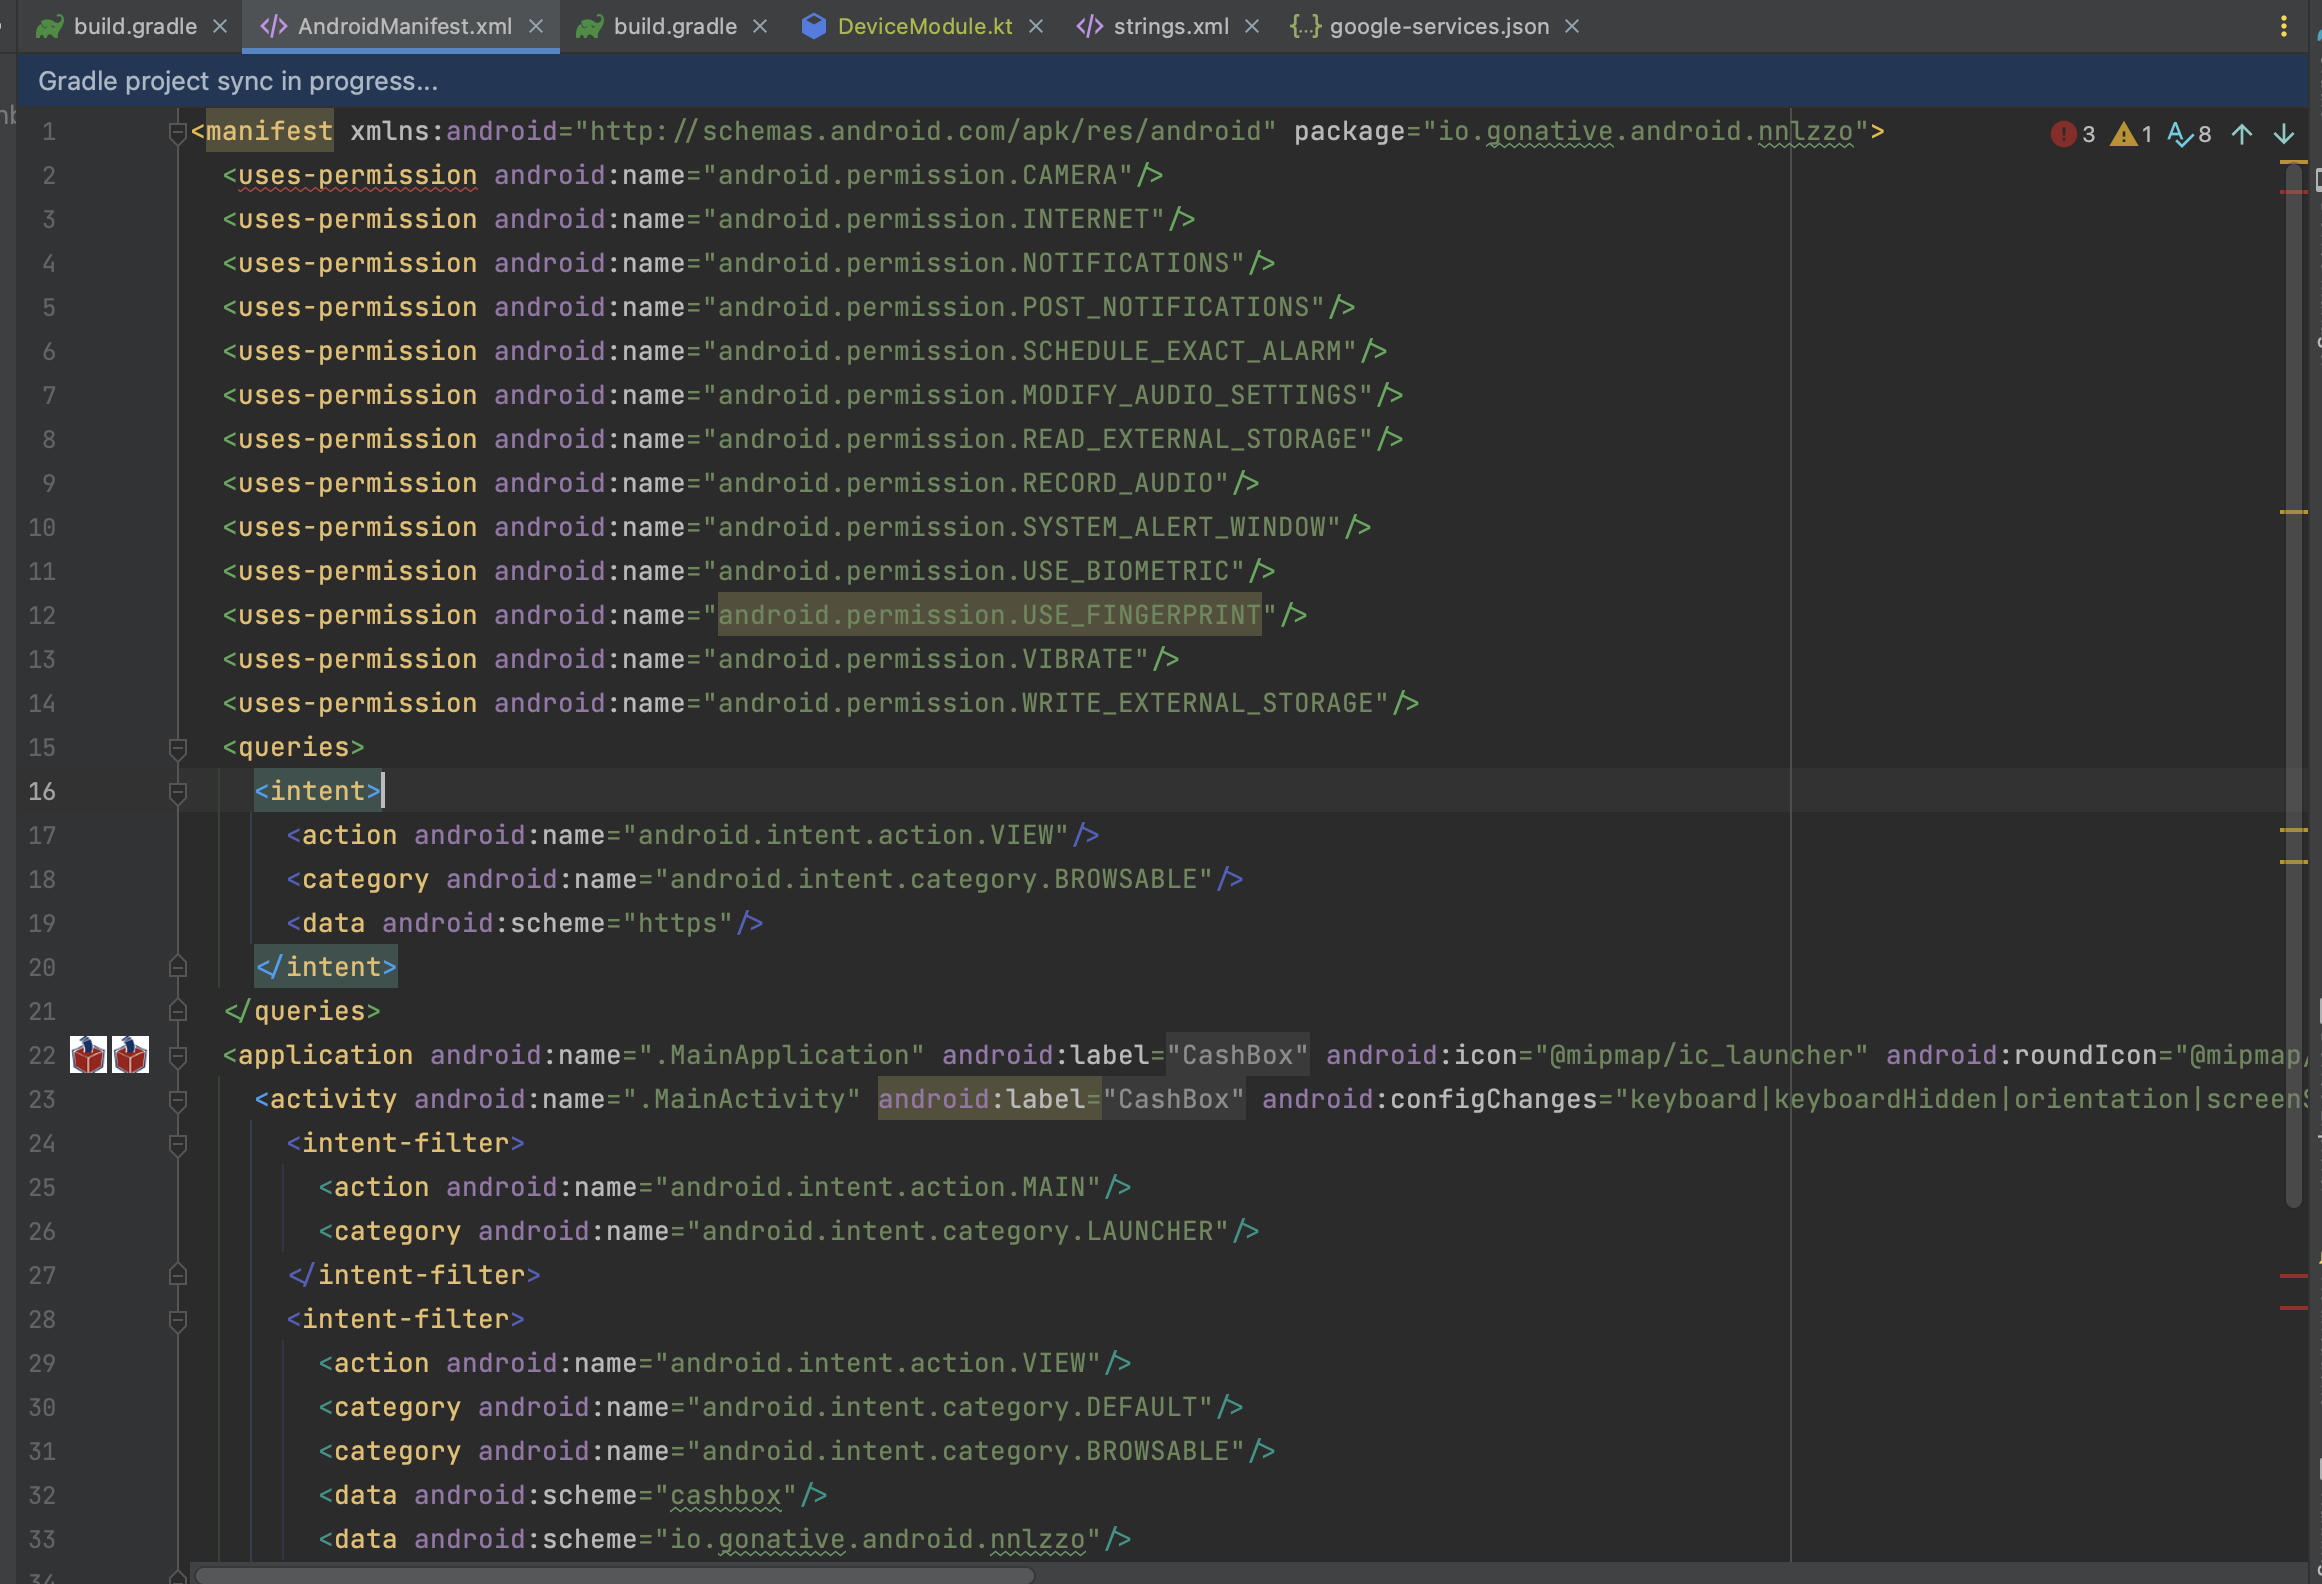 build.gradle AndroidManifest.xml build.gradle DeviceModule.kt strings.xml google-services.json
Gradle project sync in progress...
1 <manifest xmlns:android="http://schemas.android.com/apk/res/android" package="io.gonative.android.nnlzzo"> 3 1 8
2 <uses-permission android:name="android.permission.CAMERA"/>
3 <uses-permission android:name="android.permission.INTERNET"/>
4 <uses-permission android:name="android.permission.NOTIFICATIONS"/>
5 <uses-permission android:name="android.permission.POST_NOTIFICATIONS"/>
6 <uses-permission android:name="android.permission.SCHEDULE_EXACT_ALARM"/>
7 <uses-permission android:name="android.permission.MODIFY_AUDIO_SETTINGS"/>
8 <uses-permission android:name="android.permission.READ_EXTERNAL_STORAGE"/>
9 <uses-permission android:name="android.permission.RECORD_AUDIO"/>
10 <uses-permission android:name="android.permission.SYSTEM_ALERT_WINDOW"/>
11 <uses-permission android:name="android.permission.USE_BIOMETRIC"/>
12 <uses-permission android:name="android.permission.USE_FINGERPRINT"/>
13 <uses-permission android:name="android.permission.VIBRATE"/>
14 <uses-permission android:name="android.permission.WRITE_EXTERNAL_STORAGE"/>
15 <queries>
16 <intent>
17 <action android:name="android.intent.action.VIEW"/>
18 <category android:name="android.intent.category.BROWSABLE"/>
19 <data android:scheme="https"/>
20 </intent>
21 </queries>
22 <application android:name=".MainApplication" android:label="CashBox" android:icon="@mipmap/ic_launcher" android:roundIcon="@mipmap/
23 <activity android:name=".MainActivity" android:label="CashBox" android:configChanges="keyboard|keyboardHidden|orientation|screenS
24 <intent-filter>
25 <action android:name="android.intent.action.MAIN"/>
26 <category android:name="android.intent.category.LAUNCHER"/>
27 </intent-filter>
28 <intent-filter>
29 <action android:name="android.intent.action.VIEW"/>
30 <category android:name="android.intent.category.DEFAULT"/>
31 <category android:name="android.intent.category.BROWSABLE"/>
32 <data android:scheme="cashbox"/>
33 <data android:scheme="io.gonative.android.nnlzzo"/>
34